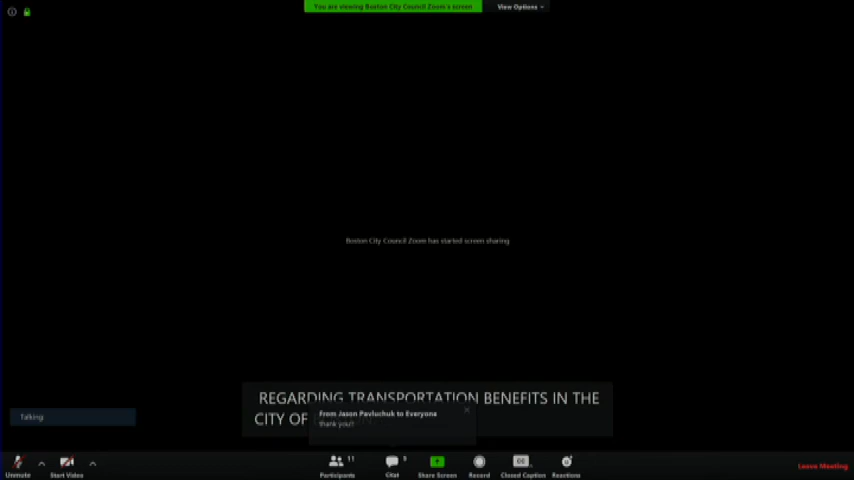 You are viewing Boston City Council Zoom's screen
View Options
Boston City Council Zoom has started screen sharing
REGARDING TRANSPORTATION BENEFITS IN THE
CITY OF
From Jason Pavluchuk to Everyone
thank you!!
Talking:
11
3
Unmute
Start Video
Participants
Chat
Share Screen
Record
CC
Closed Caption
Reactions
Leave Meeting